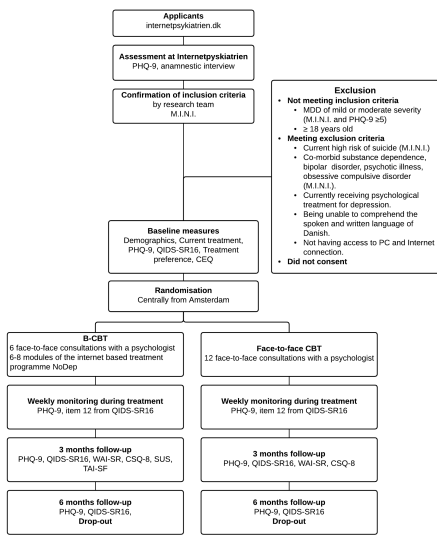 Applicants
internetpsykiatrien.dk
Assessment at Internetpyskiatrien
PHQ-9, anamnestic interview
Confirmation of inclusion criteria
by research team
M.I.N.I.
Exclusion
• Not meeting inclusion criteria
• MDD of mild or moderate severity
(M.I.N.I. and PHQ-9 ≥5)
• ≥ 18 years old
• Meeting exclusion criteria
• Current high risk of suicide (M.I.N.I.)
• Co-morbid substance dependence,
bipolar disorder, psychotic illness,
obsessive compulsive disorder
(M.I.N.I.).
• Currently receiving psychological
treatment for depression.
• Being unable to comprehend the
spoken and written language of
Danish.
• Not having access to PC and Internet
connection.
• Did not consent
Baseline measures
Demographics, Current treatment,
PHQ-9, QIDS-SR16, Treatment
preference, CEQ
Randomisation
Centrally from Amsterdam
B-CBT
6 face-to-face consultations with a psychologist
6-8 modules of the internet based treatment
programme NoDep
Weekly monitoring during treatment
PHQ-9, item 12 from QIDS-SR16
3 months follow-up
PHQ-9, QIDS-SR16, WAI-SR, CSQ-8, SUS,
TAI-SF
6 months follow-up
PHQ-9, QIDS-SR16,
Drop-out
Face-to-face CBT
12 face-to-face consultations with a psychologist
Weekly monitoring during treatment
PHQ-9, item 12 from QIDS-SR16
3 months follow-up
PHQ-9, QIDS-SR16, WAI-SR, CSQ-8
6 months follow-up
PHQ-9, QIDS-SR16
Drop-out